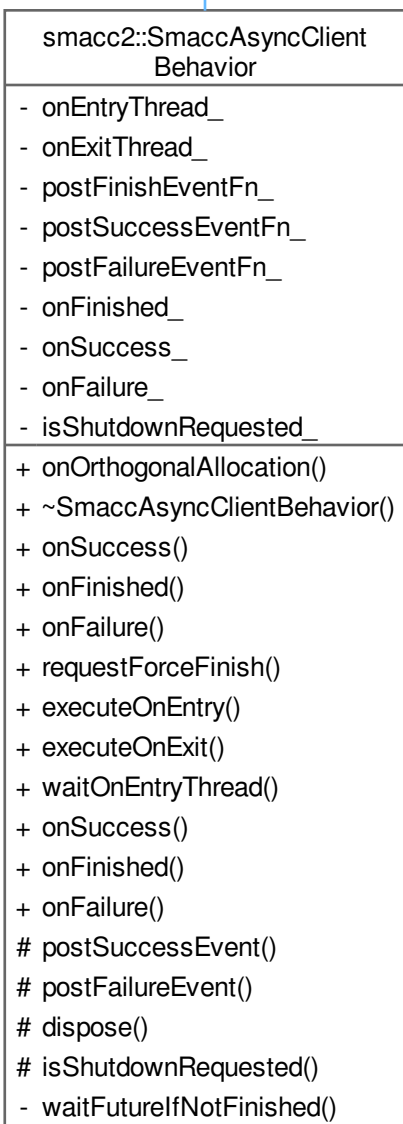 smacc2::SmaccAsyncClient
Behavior
- onEntryThread_
- onExitThread_
- postFinishEventFn_
- postSuccessEventFn_
- postFailureEventFn_
- onFinished_
- onSuccess_
- onFailure_
- isShutdownRequested_
+ onOrthogonalAllocation()
+ ~SmaccAsyncClientBehavior()
+ onSuccess()
+ onFinished()
+ onFailure()
+ requestForceFinish()
+ executeOnEntry()
+ executeOnExit()
+ waitOnEntryThread()
+ onSuccess()
+ onFinished()
+ onFailure()
# postSuccessEvent()
# postFailureEvent()
# dispose()
# isShutdownRequested()
- waitFutureIfNotFinished()